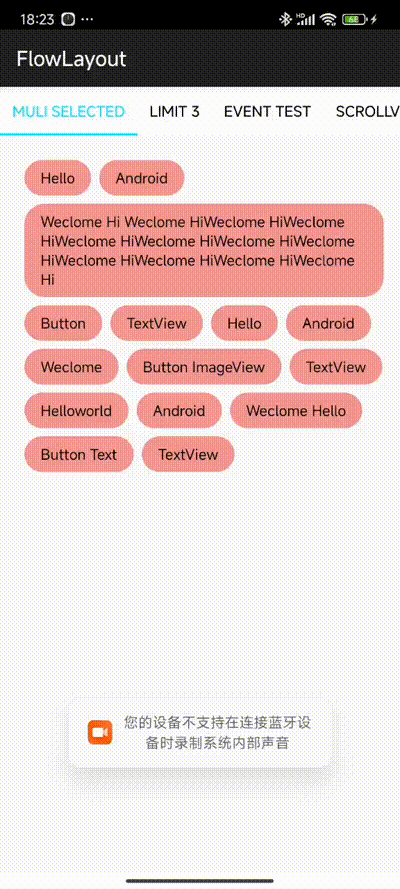 18:23 ··· HD 68
FlowLayout
MULI SELECTED LIMIT 3 EVENT TEST SCROLLV
Hello Android
Weclome Hi Weclome HiWeclome HiWeclome
HiWeclome HiWeclome HiWeclome HiWeclome
HiWeclome HiWeclome HiWeclome HiWeclome
Hi
Button TextView Hello Android
Weclome Button ImageView TextView
Helloworld Android Weclome Hello
Button Text TextView
您的设备不支持在连接蓝牙设
备时录制系统内部声音